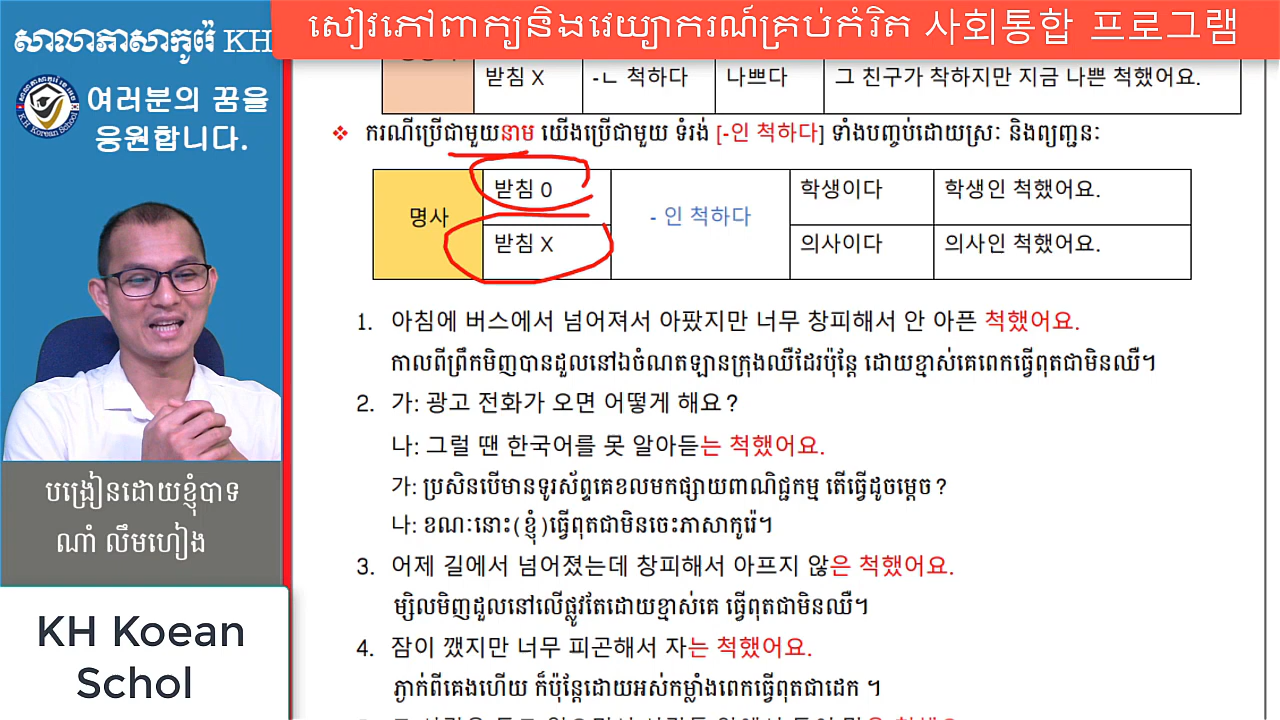 សៀវភៅពាក្យនិងវេយ្យាករណ៍គ្រប់កំរិត 사회통합 프로그램
សាលាភាសាកូរ៉េ KH
여러분의 꿈을
응원합니다.
받침 X
-ㄴ 척하다
나쁘다
그 친구가 착하지만 지금 나쁜 척했어요.
❖ ករណីប្រើជាមួយនាម យើងប្រើជាមួយ ទំរង់ [-인 척하다] ទាំងបញ្ចប់ដោយស្រៈ និងព្យញ្ជនៈ
명사
받침 0
- 인 척하다
학생이다
학생인 척했어요.
받침 X
의사이다
의사인 척했어요.
1. 아침에 버스에서 넘어져서 아팠지만 너무 창피해서 안 아픈 척했어요.
កាលពីព្រឹកមិញបានដួលនៅឯចំណតឡានក្រុងឈឺដែរប៉ុន្តែ ដោយខ្មាស់គេពេកធ្វើពុតជាមិនឈឺ។
2. 가: 광고 전화가 오면 어떻게 해요?
나: 그럴 땐 한국어를 못 알아듣는 척했어요.
가: ប្រសិនបើមានទូរស័ព្ទគេខលមកផ្សាយពាណិជ្ជកម្ម តើធ្វើដូចម្ដេច?
나: ខណៈនោះ(ខ្ញុំ)ធ្វើពុតជាមិនចេះភាសាកូរ៉េ។
3. 어제 길에서 넘어졌는데 창피해서 아프지 않은 척했어요.
ម្សិលមិញដួលនៅលើផ្លូវតែដោយខ្មាស់គេ ធ្វើពុតជាមិនឈឺ។
4. 잠이 깼지만 너무 피곤해서 자는 척했어요.
ភ្ញាក់ពីគេងហើយ ក៏ប៉ុន្តែដោយអស់កម្លាំងពេកធ្វើពុតជាដេក ។
បង្រៀនដោយខ្ញុំបាទ
ណាំ លឹមហៀង
KH Koean
Schol